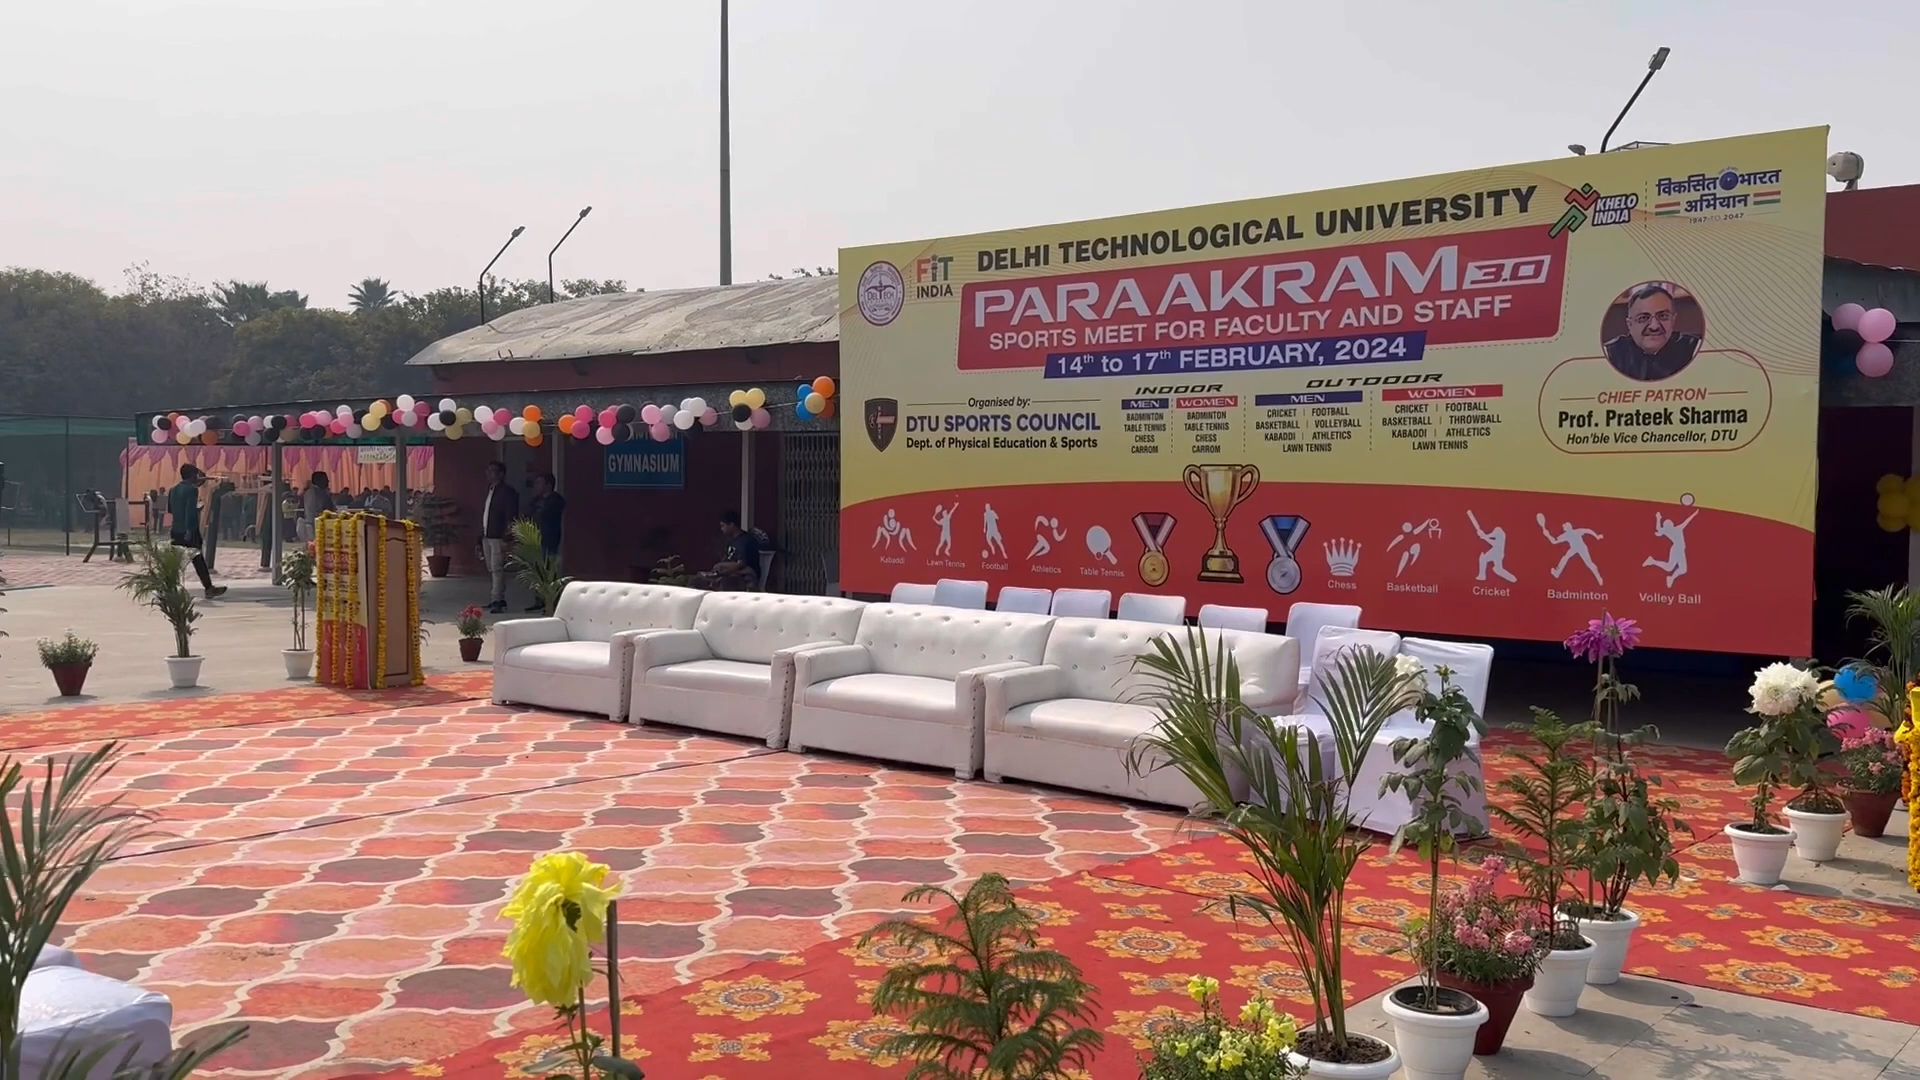 DELHI TECHNOLOGICAL UNIVERSITY
DELTECH
FiT
INDIA
KHELO
INDIA
विकसित भारत
अभियान
1947 TO 2047
PARAAKRAM 3.0
SPORTS MEET FOR FACULTY AND STAFF
14th to 17th FEBRUARY, 2024
Organised by:
DTU SPORTS COUNCIL
Dept. of Physical Education & Sports
INDOOR
MEN
BADMINTON
TABLE TENNIS
CHESS
CARROM
WOMEN
BADMINTON
TABLE TENNIS
CHESS
CARROM
OUTDOOR
MEN
CRICKET | FOOTBALL
BASKETBALL | VOLLEYBALL
KABADDI | ATHLETICS
LAWN TENNIS
WOMEN
CRICKET | FOOTBALL
BASKETBALL | THROWBALL
KABADDI | ATHLETICS
LAWN TENNIS
CHIEF PATRON
Prof. Prateek Sharma
Hon'ble Vice Chancellor, DTU
Kabaddi
Lawn Tennis
Football
Athletics
Table Tennis
Chess
Basketball
Cricket
Badminton
Volley Ball
GYMNASIUM